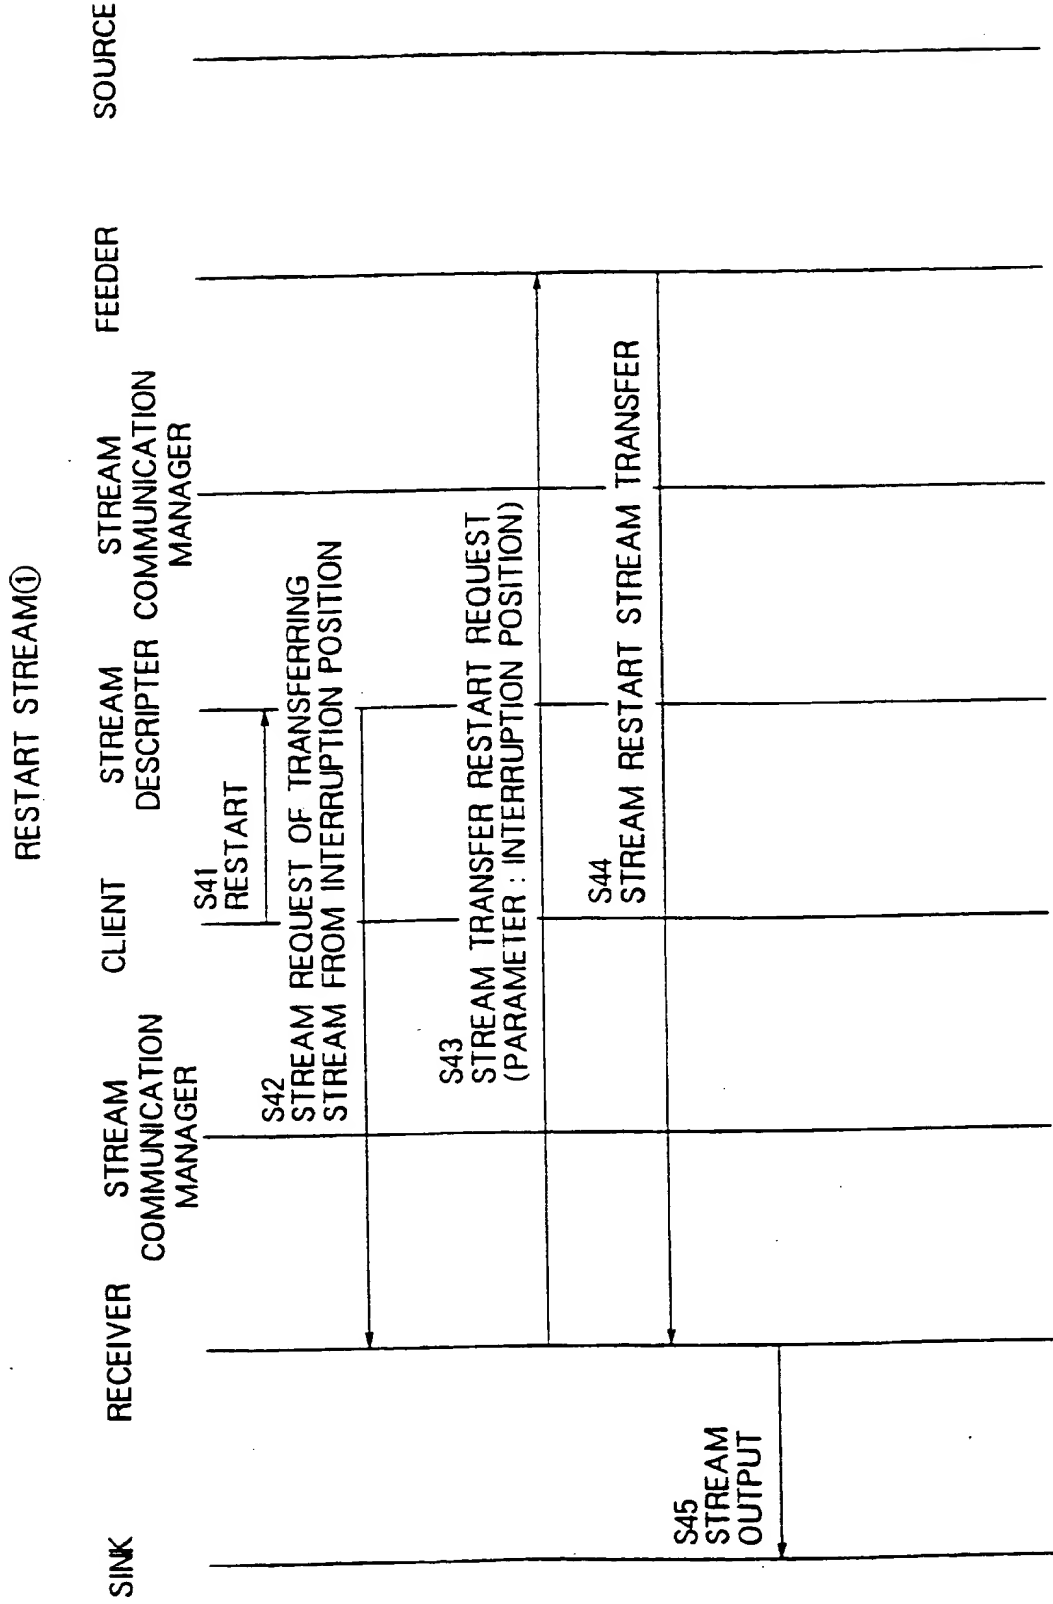 RESTART STREAM①
SINK
RECEIVER
STREAM
COMMUNICATION
MANAGER
CLIENT
STREAM
DESCRIPTER
STREAM
COMMUNICATION
MANAGER
FEEDER
SOURCE
S41
RESTART
S42
STREAM REQUEST OF TRANSFERRING
STREAM FROM INTERRUPTION POSITION
S43
STREAM TRANSFER RESTART REQUEST
(PARAMETER : INTERRUPTION POSITION)
S44
STREAM RESTART STREAM TRANSFER
S45
STREAM
OUTPUT